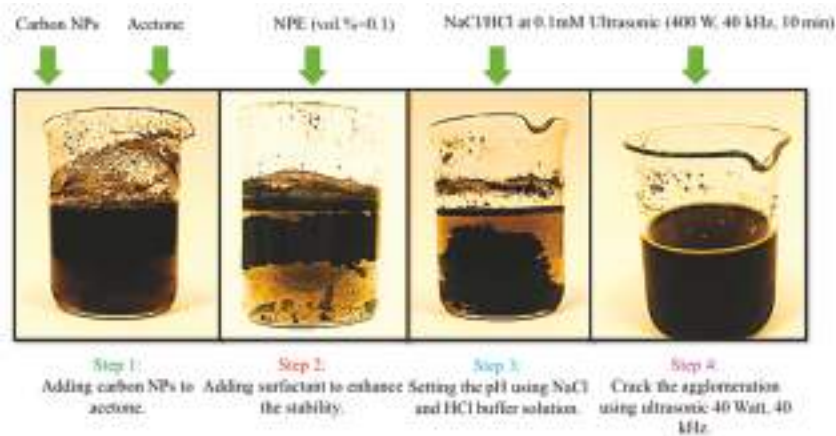 Carbon NPs Acetone NPE (vol.%=0.1) NaCl/HCl at 0.1mM Ultrasonic (400 W, 40 kHz, 10 min)
Step 1:
Adding carbon NPs to
acetone.
Step 2:
Adding surfactant to enhance
the stability.
Step 3:
Setting the pH using NaCl
and HCl buffer solution.
Step 4:
Crack the agglomeration
using ultrasonic 40 Watt, 40
kHz.